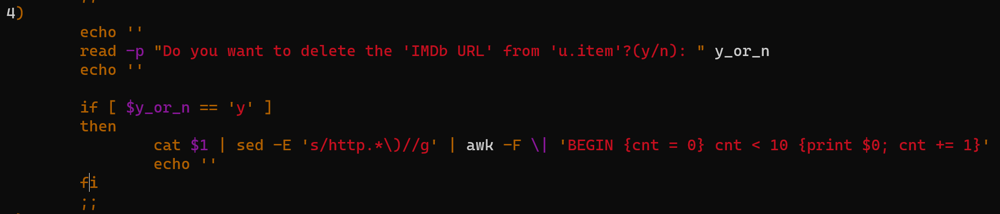 ;;
4)
echo ''
read -p "Do you want to delete the 'IMDb URL' from 'u.item'?(y/n): " y_or_n
echo ''
if [ $y_or_n == 'y' ]
then
cat $1 | sed -E 's/http.*\)//g' | awk -F \| 'BEGIN {cnt = 0} cnt < 10 {print $0; cnt += 1}'
echo ''
fi
;;